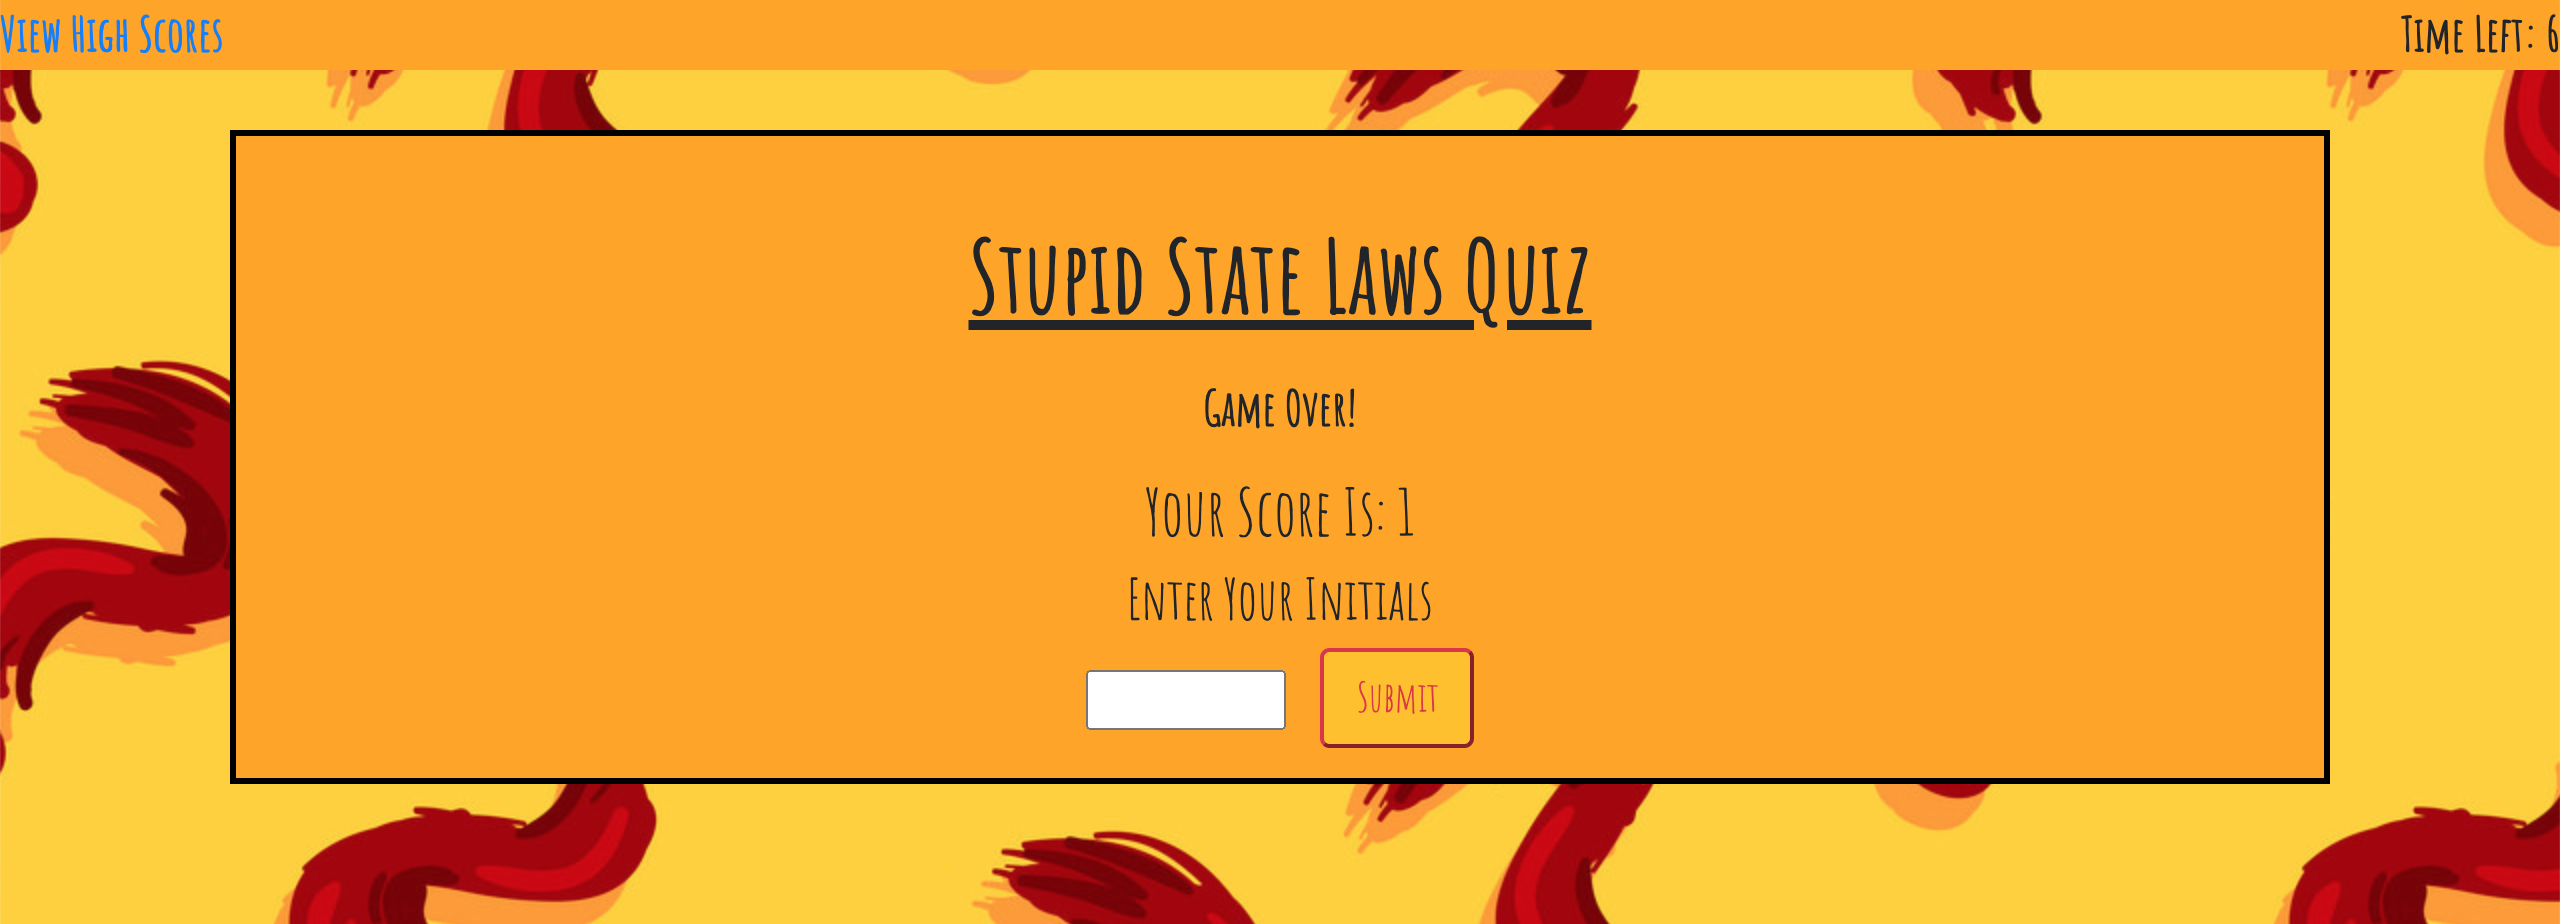 View High Scores
Time Left: 6
Stupid State Laws Quiz
Game Over!
Your Score Is: 1
Enter Your Initials
Submit